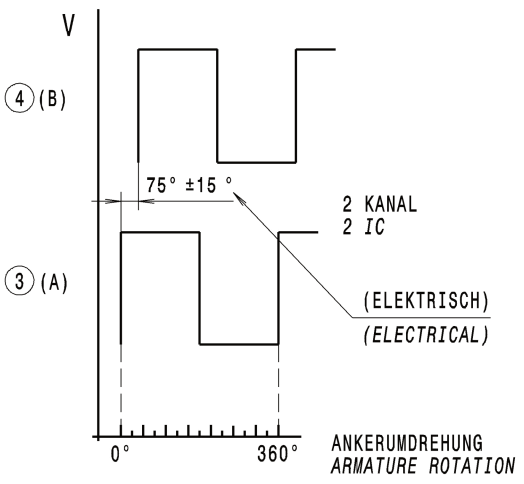 V
4 (B)
75° ±15 °
2 KANAL
2 IC
3 (A)
(ELEKTRISCH)
(ELECTRICAL)
0° 360°
ANKERUMDREHUNG
ARMATURE ROTATION